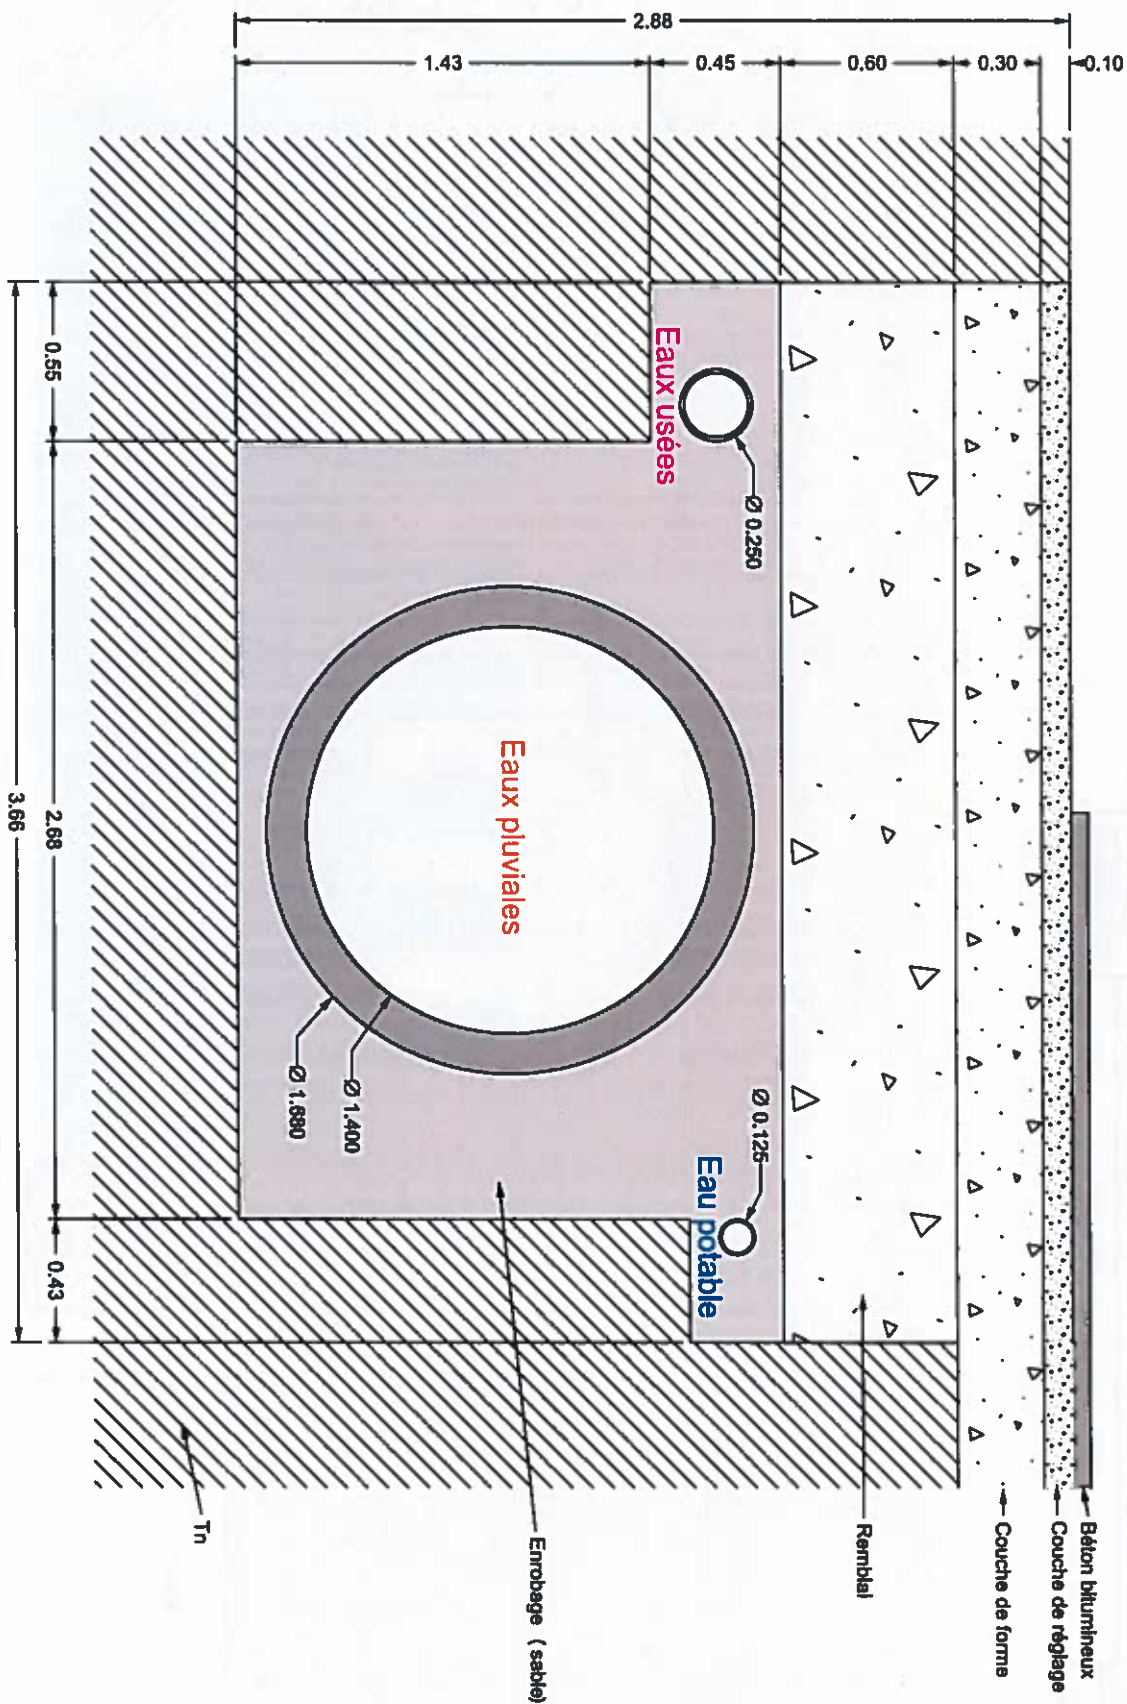 2.88
1.43
0.45
0.60
0.30
0.10
Eaux usées
Ø 0.250
Eaux pluviales
Ø 1.400
Ø 1.680
Ø 0.125
Eau potable
0.55
2.68
0.43
3.66
Béton bitumineux
Couche de réglage
Couche de forme
Remblai
Enrobage ( sable)
Tn